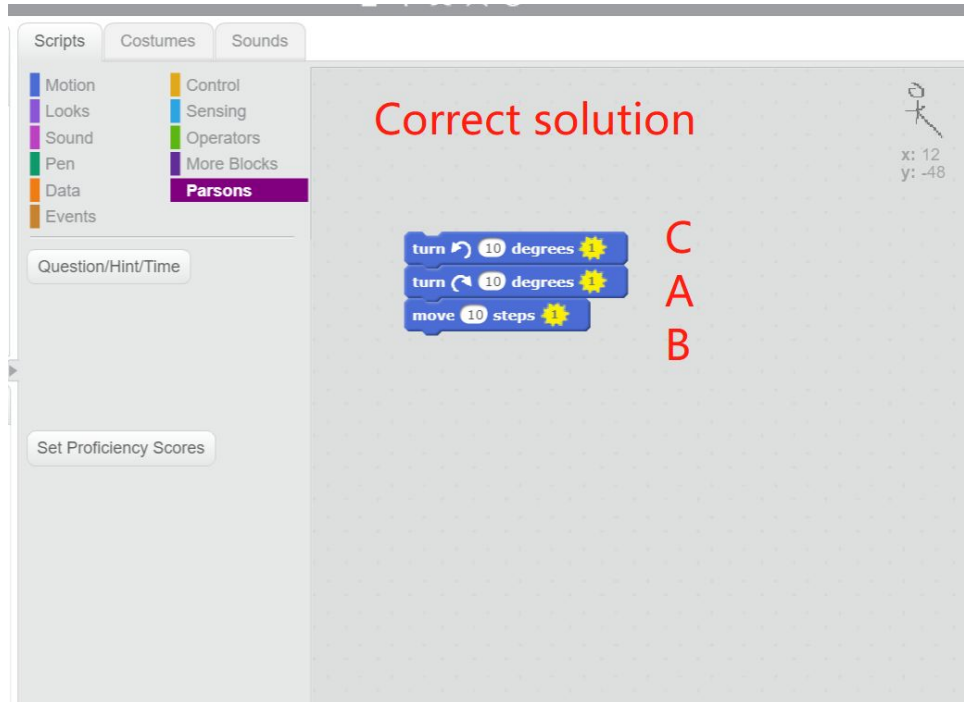 Scripts Costumes Sounds
Motion Control
Looks Sensing
Sound Operators
Pen More Blocks
Data Parsons
Events
Question/Hint/Time
Set Proficiency Scores
Correct solution
x: 12
y: -48
turn 10 degrees 1 C
turn 10 degrees 1 A
move 10 steps 1 B